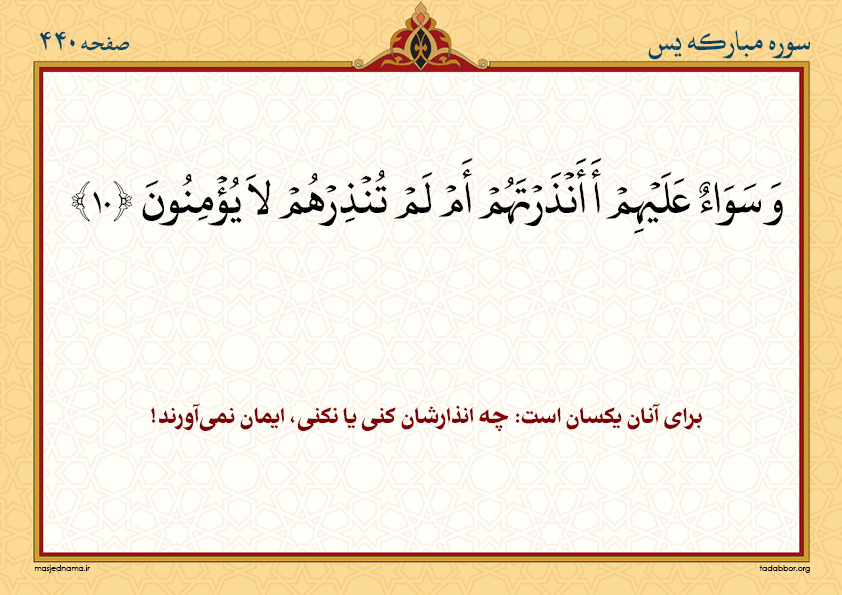 سوره مبارکه یس
صفحه ۴۴۰
وَ سَوَاءٌ عَلَيْهِمْ أَأَنْذَرْتَهُمْ أَمْ لَمْ تُنْذِرْهُمْ لاَ يُؤْمِنُونَ ﴿۱۰﴾
برای آنان یکسان است: چه انذارشان کنی یا نکنی، ایمان نمی‌آورند!
masjednama.ir
tadabbor.org